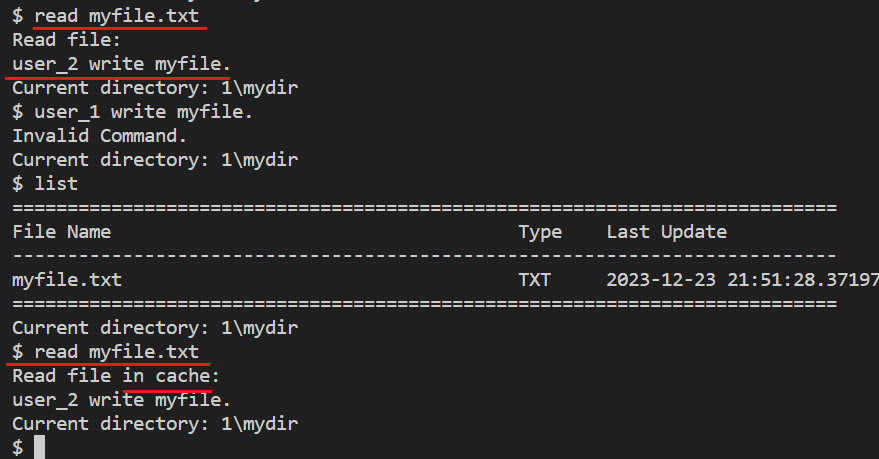 $ read myfile.txt
Read file:
user_2 write myfile.
Current directory: 1\mydir
$ user_1 write myfile.
Invalid Command.
Current directory: 1\mydir
$ list
===========================================================================
File Name                                     Type    Last Update
---------------------------------------------------------------------------
myfile.txt                                    TXT     2023-12-23 21:51:28.37197
===========================================================================
Current directory: 1\mydir
$ read myfile.txt
Read file in cache:
user_2 write myfile.
Current directory: 1\mydir
$